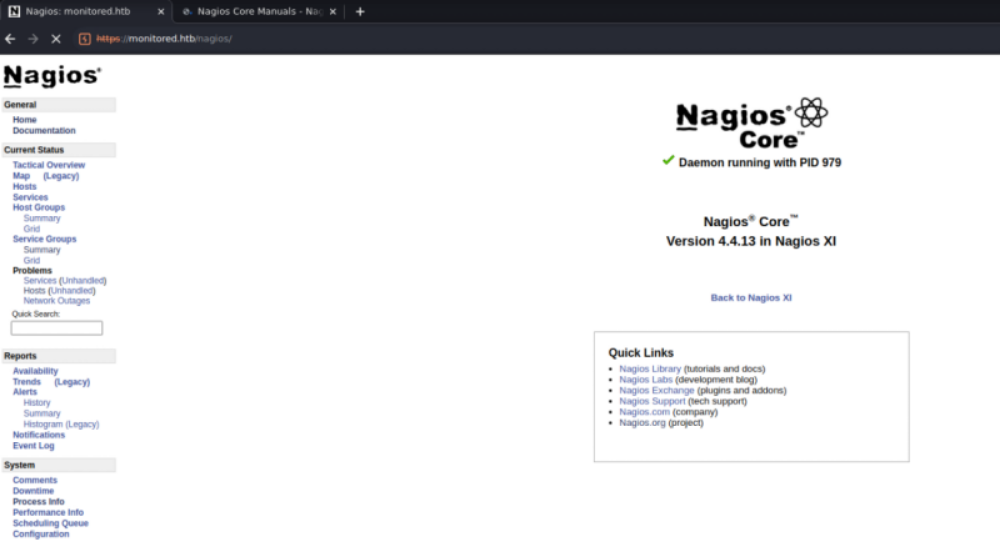 Nagios: monitored.htb
Nagios Core Manuals - Nag
https://monitored.htb/nagios/
Nagios®
General
Home
Documentation
Current Status
Tactical Overview
Map (Legacy)
Hosts
Services
Host Groups
Summary
Grid
Service Groups
Summary
Grid
Problems
Services (Unhandled)
Hosts (Unhandled)
Network Outages
Quick Search:
Reports
Availability
Trends (Legacy)
Alerts
History
Summary
Histogram (Legacy)
Notifications
Event Log
System
Comments
Downtime
Process Info
Performance Info
Scheduling Queue
Configuration
Nagios®
Core™
Daemon running with PID 979
Nagios® Core™
Version 4.4.13 in Nagios XI
Back to Nagios XI
Quick Links
• Nagios Library (tutorials and docs)
• Nagios Labs (development blog)
• Nagios Exchange (plugins and addons)
• Nagios Support (tech support)
• Nagios.com (company)
• Nagios.org (project)